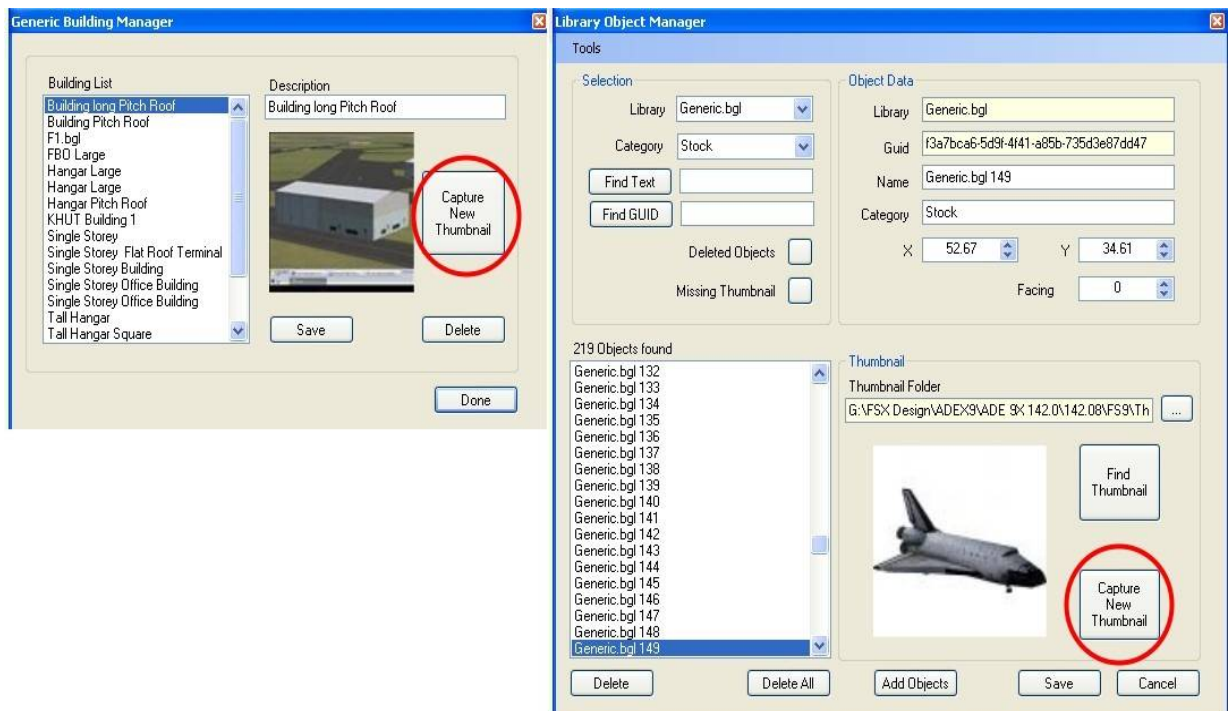 Generic Building Manager
Building List
Building long Pitch Roof
Building Pitch Roof
F1.bgl
FBO Large
Hangar Large
Hangar Large
Hangar Pitch Roof
KHUT Building 1
Single Storey
Single Storey Flat Roof Terminal
Single Storey Building
Single Storey Office Building
Single Storey Office Building
Tall Hangar
Tall Hangar Square
Description
Building long Pitch Roof
Capture
New
Thumbnail
Save
Delete
Done
Library Object Manager
Tools
Selection
Library
Generic.bgl
Category
Stock
Find Text
Find GUID
Deleted Objects
Missing Thumbnail
Object Data
Library
Generic.bgl
Guid
f3a7bca6-5d9f-4f41-a85b-735d3e87dd47
Name
Generic.bgl 149
Category
Stock
X
52.67
Y
34.61
Facing
0
219 Objects found
Generic.bgl 132
Generic.bgl 133
Generic.bgl 134
Generic.bgl 135
Generic.bgl 136
Generic.bgl 137
Generic.bgl 138
Generic.bgl 139
Generic.bgl 140
Generic.bgl 141
Generic.bgl 142
Generic.bgl 143
Generic.bgl 144
Generic.bgl 145
Generic.bgl 146
Generic.bgl 147
Generic.bgl 148
Generic.bgl 149
Thumbnail
Thumbnail Folder
G:\FSX Design\ADEX9\ADE 9X 142.0\142.08\FS9\Th
...
Find
Thumbnail
Capture
New
Thumbnail
Delete
Delete All
Add Objects
Save
Cancel